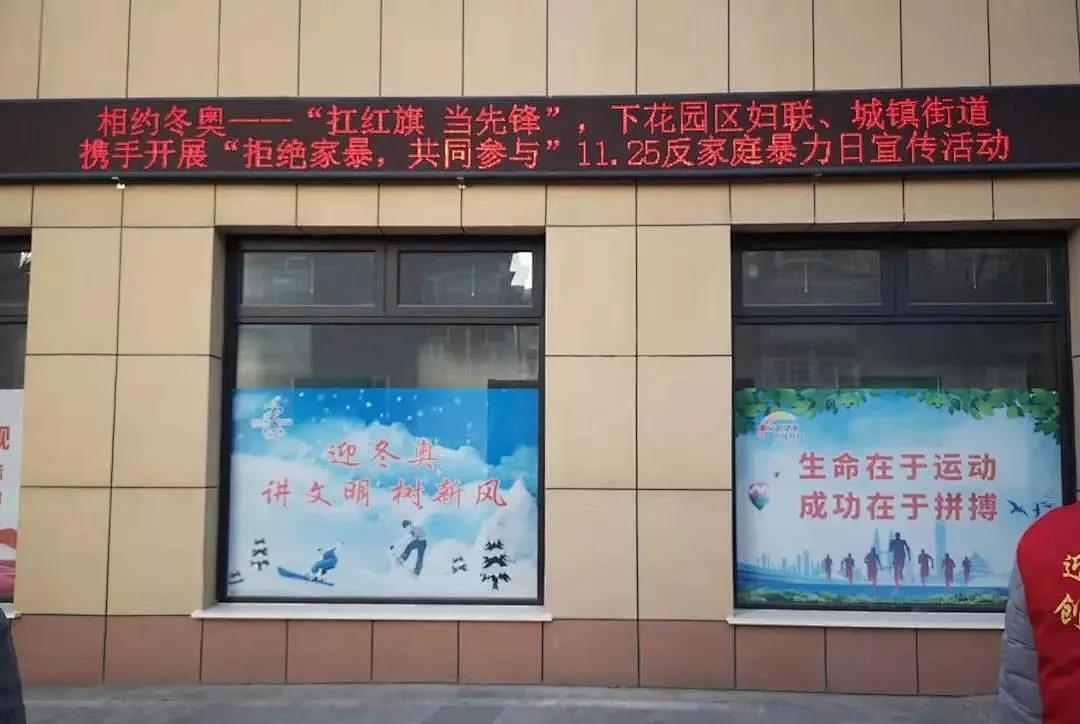 相约冬奥——“扛红旗 当先锋”，下花园区妇联、城镇街道
携手开展“拒绝家暴，共同参与”11.25反家庭暴力日宣传活动
迎冬奥
讲文明 树新风
生命在于运动
成功在于拼搏
迎
创